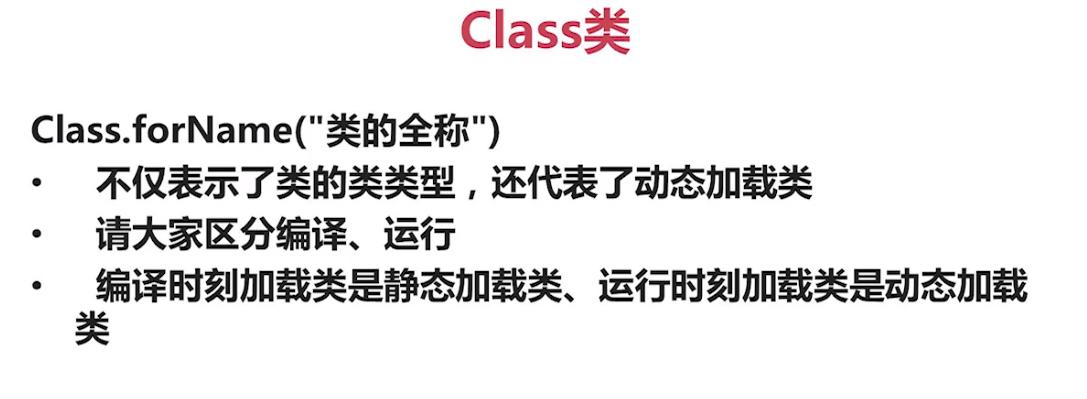 Class类
Class.forName("类的全称")
• 不仅表示了类的类类型，还代表了动态加载类
• 请大家区分编译、运行
• 编译时刻加载类是静态加载类、运行时刻加载类是动态加载
类